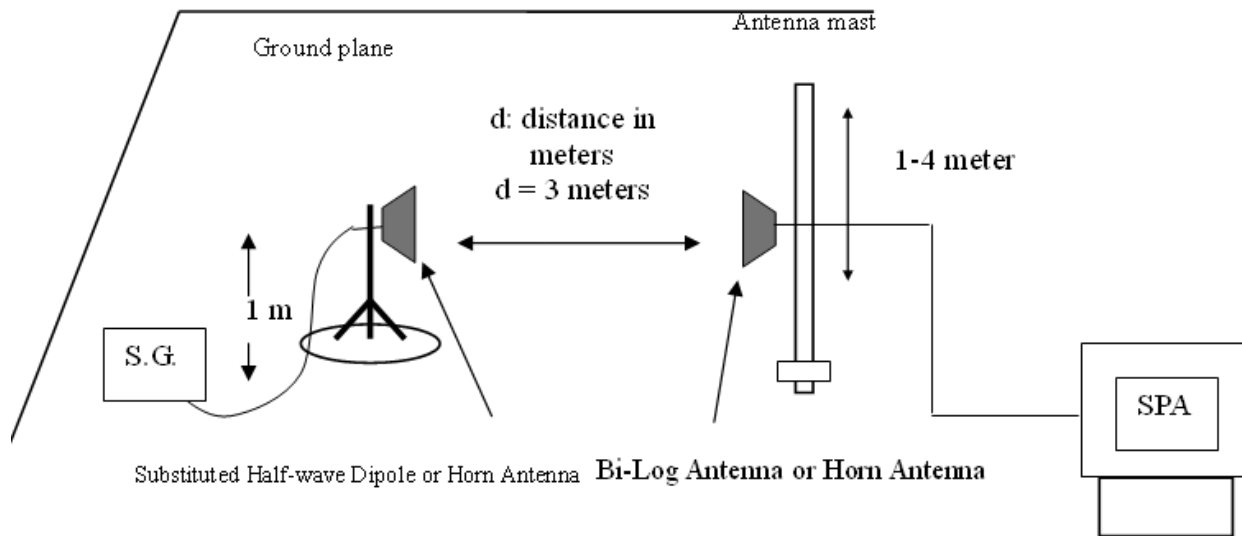 Antenna mast
Ground plane
d: distance in
meters
d = 3 meters
1-4 meter
1 m
S.G.
SPA
Substituted Half-wave Dipole or Horn Antenna
Bi-Log Antenna or Horn Antenna